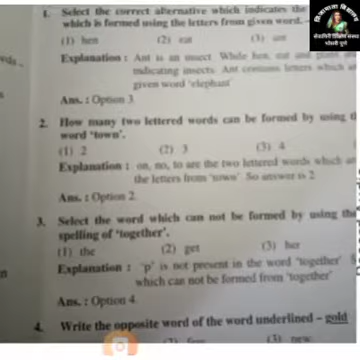 1. Select the correct alternative which indicates the
which is formed using the letters from given word. -
(1) hen (2) eat (3) ant
Explanation : Ant is an insect. While hen, eat and
indicating insects. Ant contains letters which
given word 'elephant'
Ans. : Option 3.
2. How many two lettered words can be formed by using
word 'town'.
(1) 2 (2) 3 (3) 4
Explanation : on, no, to are the two lettered words which
the letters from 'town'. So answer is 2
Ans. : Option 2.
3. Select the word which can not be formed by using the
spelling of 'together'.
(1) the (2) get (3) her
Explanation : 'p' is not present in the word 'together'
which can not be formed from 'together'
Ans. : Option 4.
4. Write the opposite word of the word underlined – gold
(3) new